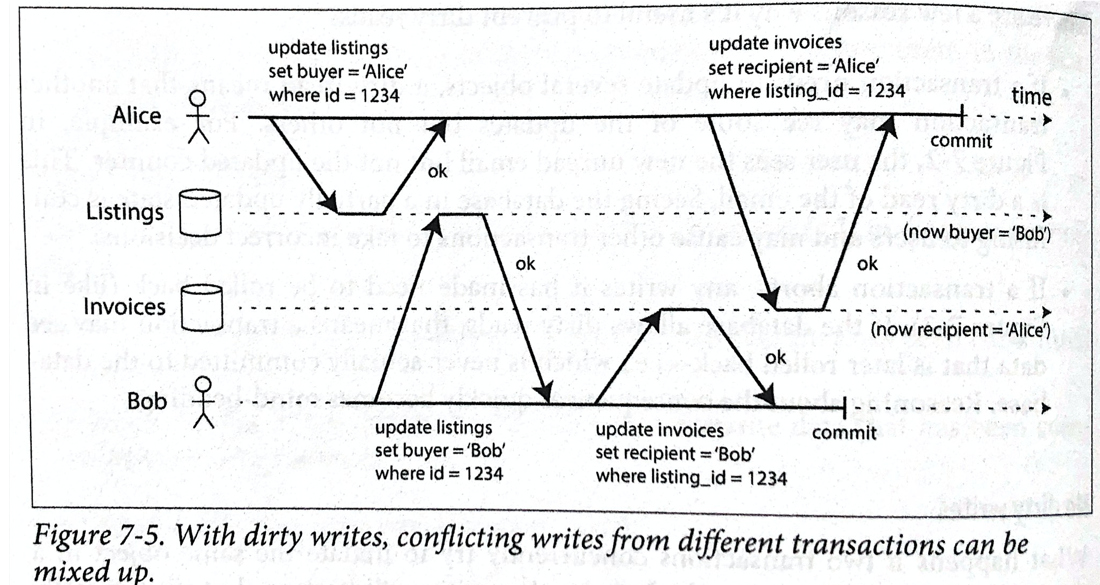 update listings
set buyer = 'Alice'
where id = 1234
update invoices
set recipient = 'Alice'
where listing_id = 1234
Alice
time
commit
ok
Listings
(now buyer = 'Bob')
ok
ok
Invoices
(now recipient = 'Alice')
ok
Bob
commit
update listings
set buyer = 'Bob'
where id = 1234
update invoices
set recipient = 'Bob'
where listing_id = 1234
Figure 7-5. With dirty writes, conflicting writes from different transactions can be
mixed up.